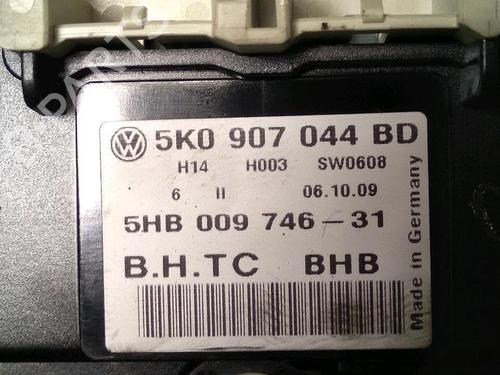 5K0 907 044 BD
H14 H003 SW0608
6 II 06.10.09
5HB 009 746-31
B.H.TC BHB
Made in Germany